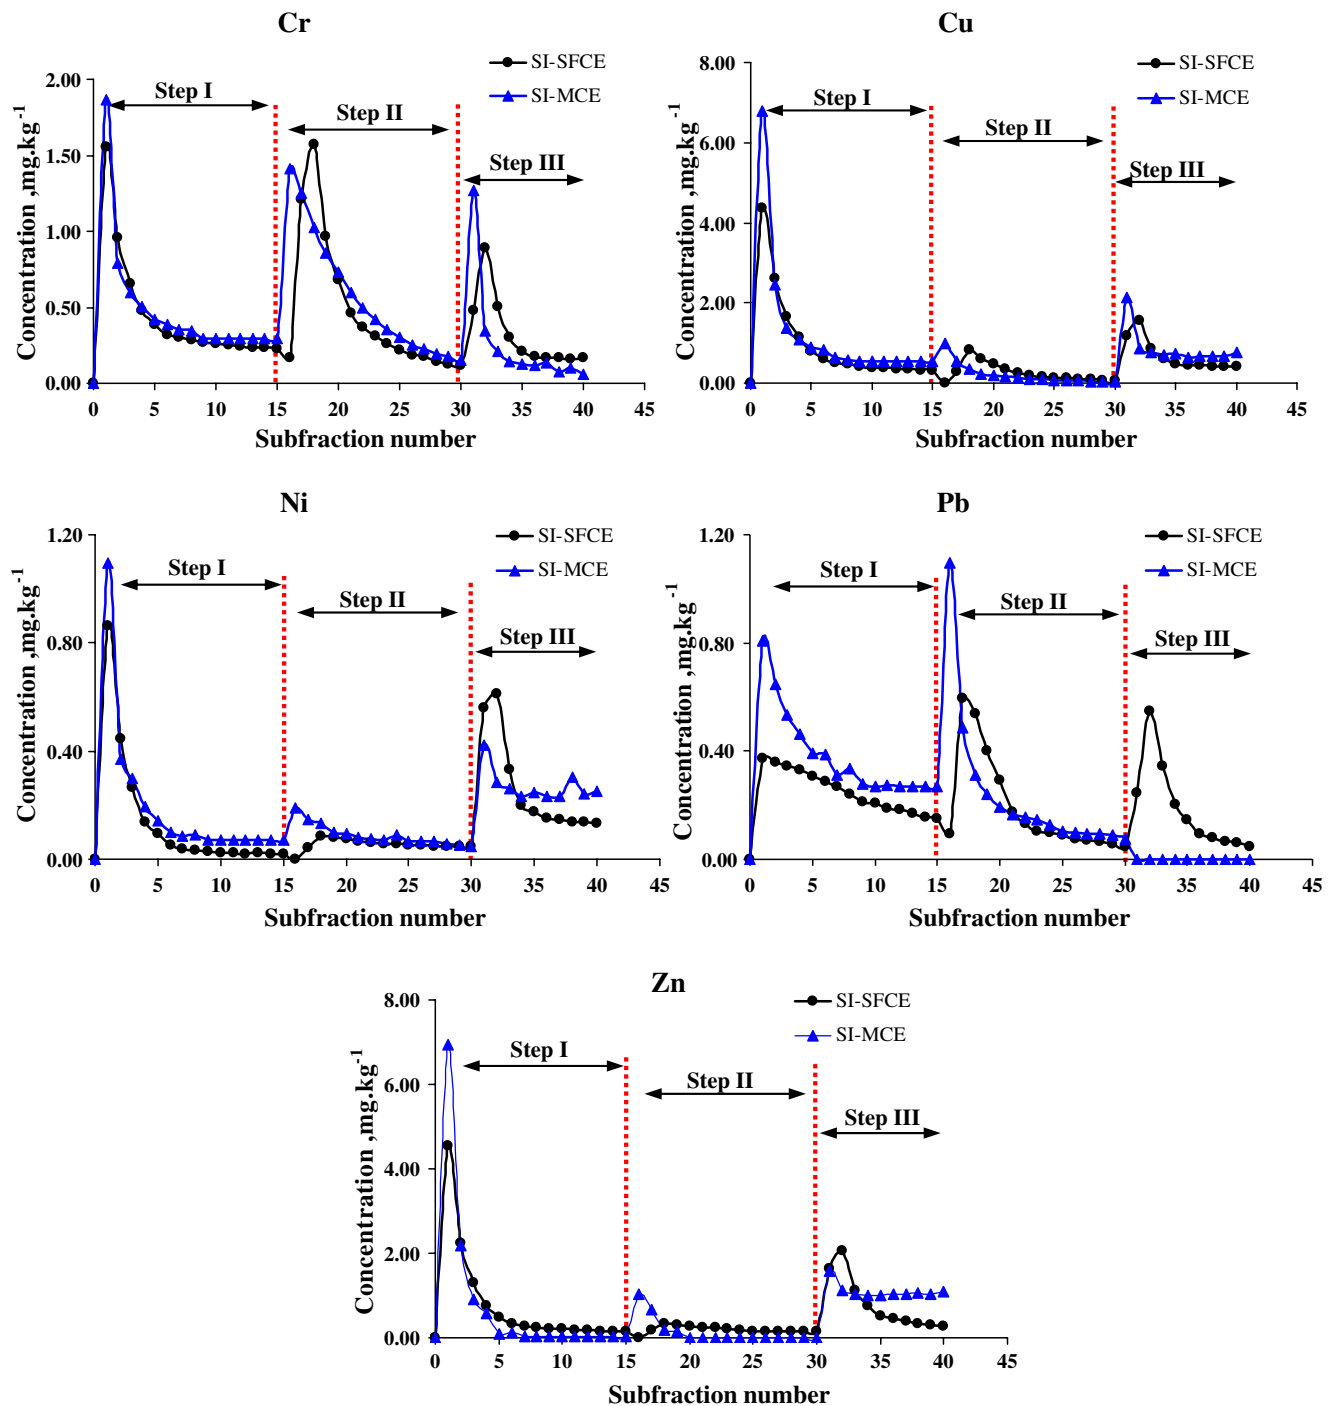 Cr
SI-SFCE
SI-MCE
Step I
Step II
Step III
2.00
1.50
1.00
0.50
0.00
0 5 10 15 20 25 30 35 40 45
Concentration ,mg.kg-1
Subfraction number
Cu
SI-SFCE
SI-MCE
Step I
Step II
Step III
8.00
6.00
4.00
2.00
0.00
0 5 10 15 20 25 30 35 40 45
Concentration ,mg.kg-1
Subfraction number
Ni
SI-SFCE
SI-MCE
Step I
Step II
Step III
1.20
0.80
0.40
0.00
0 5 10 15 20 25 30 35 40 45
Concentration ,mg.kg-1
Subfraction number
Pb
SI-SFCE
SI-MCE
Step I
Step II
Step III
1.20
0.80
0.40
0.00
0 5 10 15 20 25 30 35 40 45
Concentration ,mg.kg-1
Subfraction number
Zn
SI-SFCE
SI-MCE
Step I
Step II
Step III
8.00
6.00
4.00
2.00
0.00
0 5 10 15 20 25 30 35 40 45
Concentration ,mg.kg-1
Subfraction number